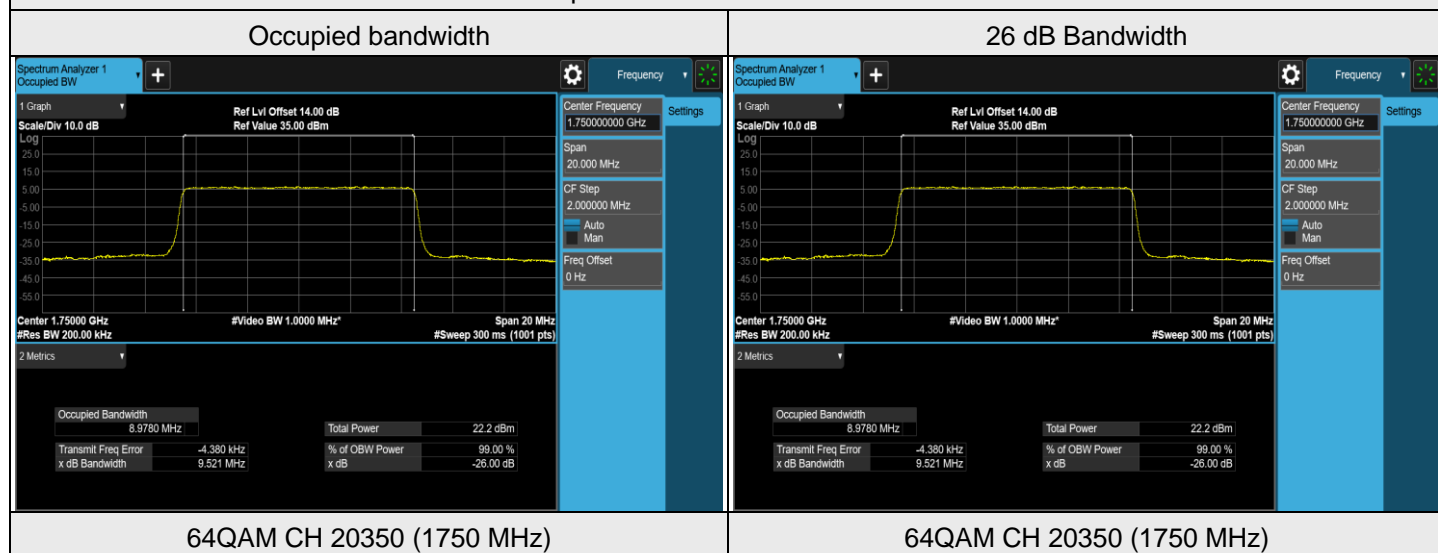 Occupied bandwidth
26 dB Bandwidth
Spectrum Analyzer 1
Occupied BW
+
Frequency
1 Graph
Scale/Div 10.0 dB
Ref Lvl Offset 14.00 dB
Ref Value 35.00 dBm
Log
25.0
15.0
5.00
-5.00
-15.0
-25.0
-35.0
-45.0
-55.0
Center 1.75000 GHz
#Res BW 200.00 kHz
#Video BW 1.0000 MHz*
Span 20 MHz
#Sweep 300 ms (1001 pts)
Center Frequency
1.750000000 GHz
Settings
Span
20.000 MHz
CF Step
2.000000 MHz
Auto
Man
Freq Offset
0 Hz
2 Metrics
Occupied Bandwidth
8.9780 MHz
Total Power 22.2 dBm
Transmit Freq Error -4.380 kHz % of OBW Power 99.00 %
x dB Bandwidth 9.521 MHz x dB -26.00 dB
Spectrum Analyzer 1
Occupied BW
+
Frequency
1 Graph
Scale/Div 10.0 dB
Ref Lvl Offset 14.00 dB
Ref Value 35.00 dBm
Log
25.0
15.0
5.00
-5.00
-15.0
-25.0
-35.0
-45.0
-55.0
Center 1.75000 GHz
#Res BW 200.00 kHz
#Video BW 1.0000 MHz*
Span 20 MHz
#Sweep 300 ms (1001 pts)
Center Frequency
1.750000000 GHz
Settings
Span
20.000 MHz
CF Step
2.000000 MHz
Auto
Man
Freq Offset
0 Hz
2 Metrics
Occupied Bandwidth
8.9780 MHz
Total Power 22.2 dBm
Transmit Freq Error -4.380 kHz % of OBW Power 99.00 %
x dB Bandwidth 9.521 MHz x dB -26.00 dB
64QAM CH 20350 (1750 MHz)
64QAM CH 20350 (1750 MHz)